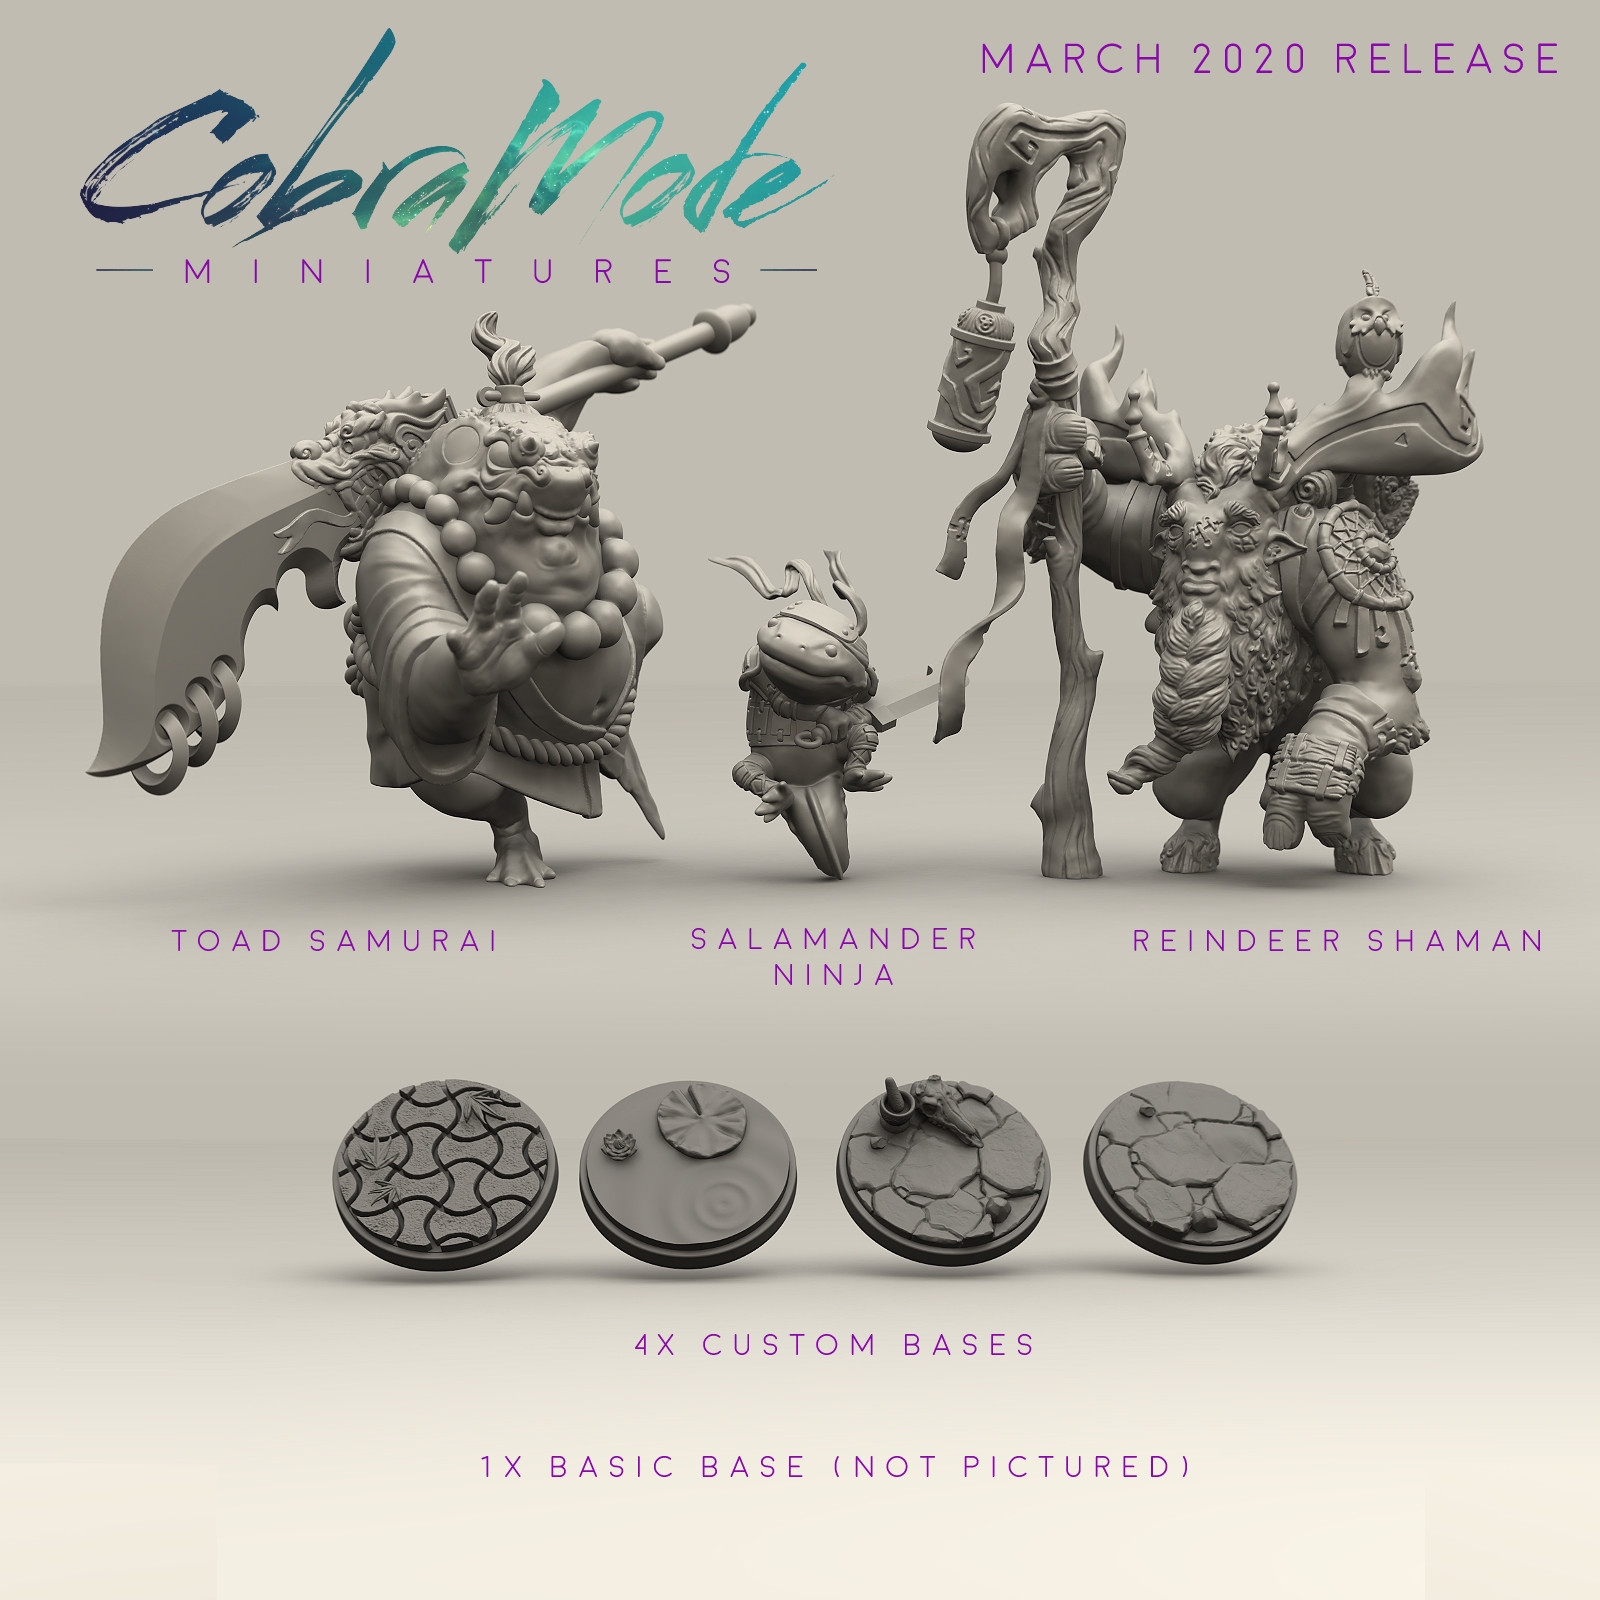 MARCH 2020 RELEASE
CobraMode
MINIATURES
TOAD SAMURAI
SALAMANDER
NINJA
REINDEER SHAMAN
4X CUSTOM BASES
1X BASIC BASE (NOT PICTURED)